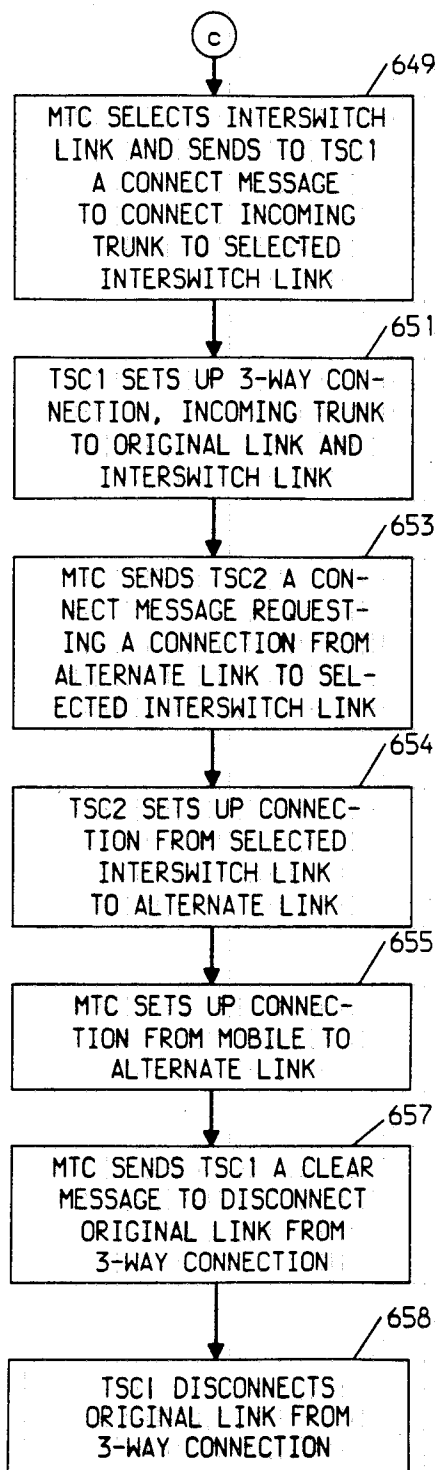 c
649
MTC SELECTS INTERSWITCH
LINK AND SENDS TO TSC1
A CONNECT MESSAGE
TO CONNECT INCOMING
TRUNK TO SELECTED
INTERSWITCH LINK
651
TSC1 SETS UP 3-WAY CON-
NECTION, INCOMING TRUNK
TO ORIGINAL LINK AND
INTERSWITCH LINK
653
MTC SENDS TSC2 A CON-
NECT MESSAGE REQUEST-
ING A CONNECTION FROM
ALTERNATE LINK TO SEL-
ECTED INTERSWITCH LINK
654
TSC2 SETS UP CONNEC-
TION FROM SELECTED
INTERSWITCH LINK
TO ALTERNATE LINK
655
MTC SETS UP CONNEC-
TION FROM MOBILE TO
ALTERNATE LINK
657
MTC SENDS TSC1 A CLEAR
MESSAGE TO DISCONNECT
ORIGINAL LINK FROM
3-WAY CONNECTION
658
TSC1 DISCONNECTS
ORIGINAL LINK FROM
3-WAY CONNECTION